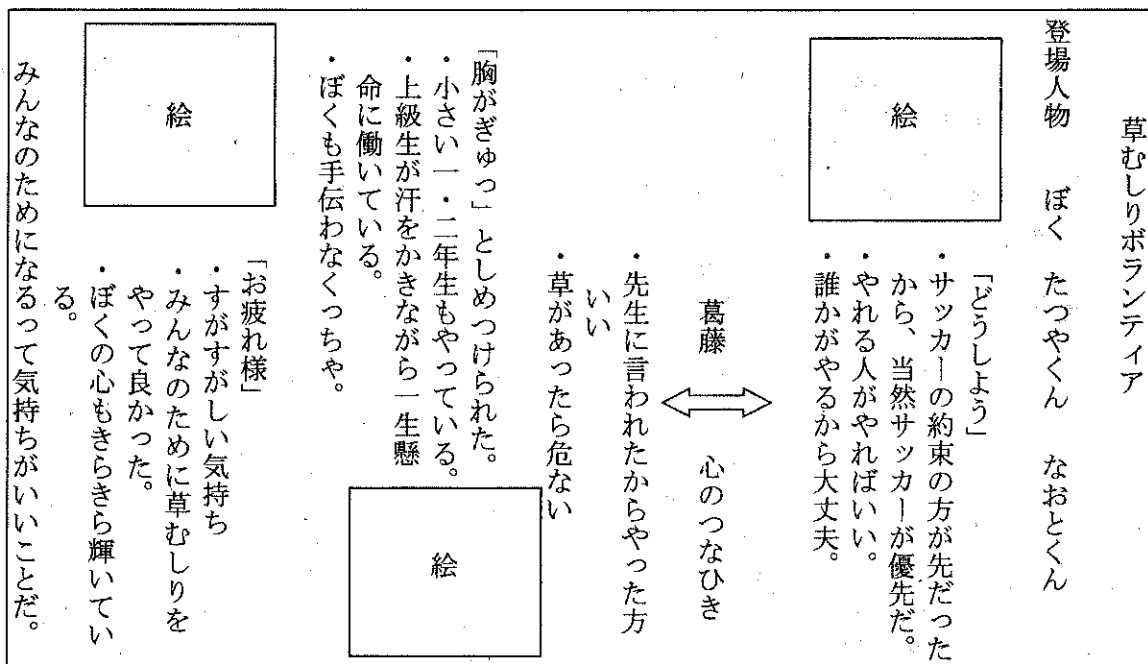 草むしりボランティア
登場人物　ぼく　たつやくん　なおとくん
絵
「どうしよう」
・サッカーの約束の方が先だった
から、当然サッカーが優先だ。
・やれる人がやればいい。
・誰かがやるから大丈夫。
葛藤　心のつなひき
・先生に言われたからやった方
いい
・草があったら危ない
「胸がぎゅっ」としめつけられた。
・小さい一・二年生もやっている。
・上級生が汗をかきながら一生懸
命に働いている。
・ぼくも手伝わなくっちゃ。
絵
絵
「お疲れ様」
・すがすがしい気持ち
・みんなのために草むしりを
やって良かった。
・ぼくの心もきらきら輝いてい
る。
みんなのためになるって気持ちがいいことだ。